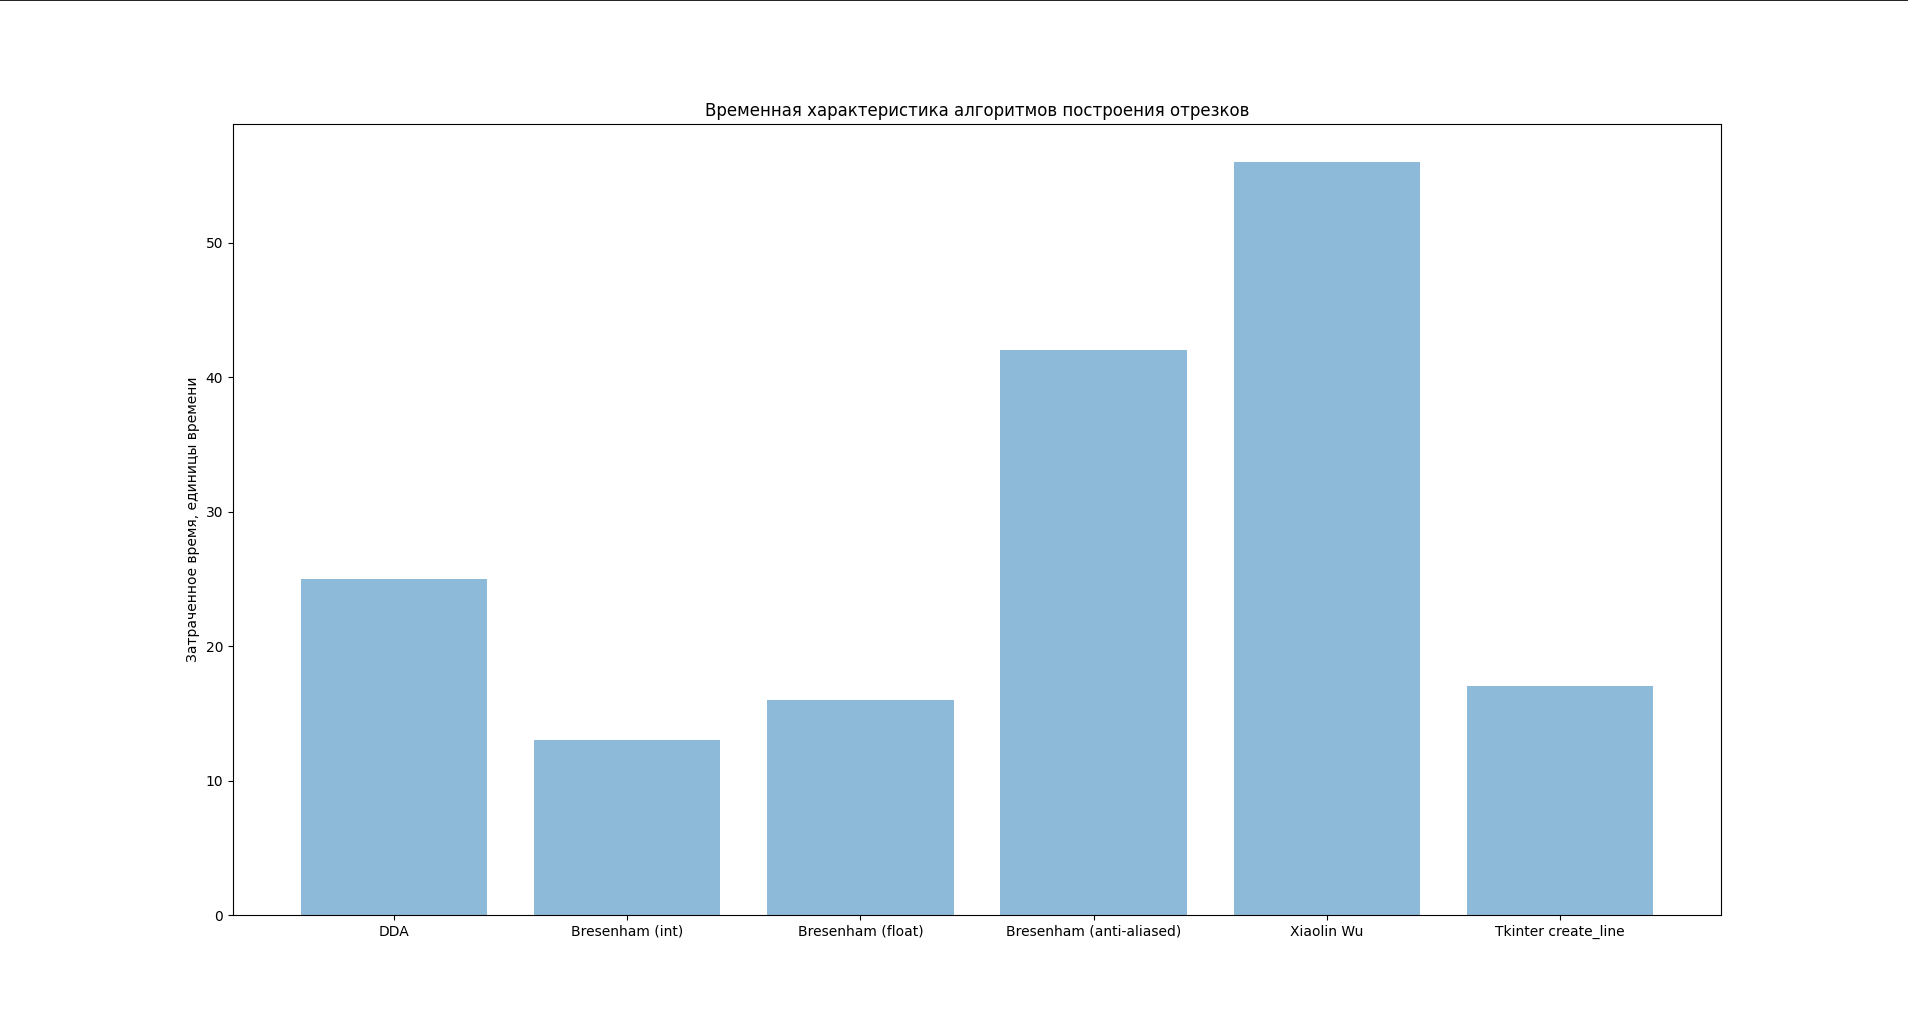 Временная характеристика алгоритмов построения отрезков
Затраченное время, единицы времени
50
40
30
20
10
0
DDA
Bresenham (int)
Bresenham (float)
Bresenham (anti-aliased)
Xiaolin Wu
Tkinter create_line